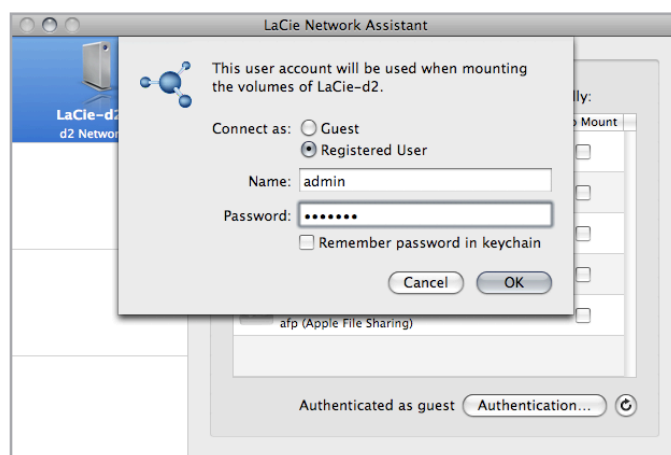 LaCie Network Assistant
This user account will be used when mounting
the volumes of LaCie-d2.
Connect as: Guest
Registered User
Name: admin
Password: •••••••
Remember password in keychain
Cancel OK
LaCie-d2
d2 Networ
lly:
Mount
afp (Apple File Sharing)
Authenticated as guest Authentication...